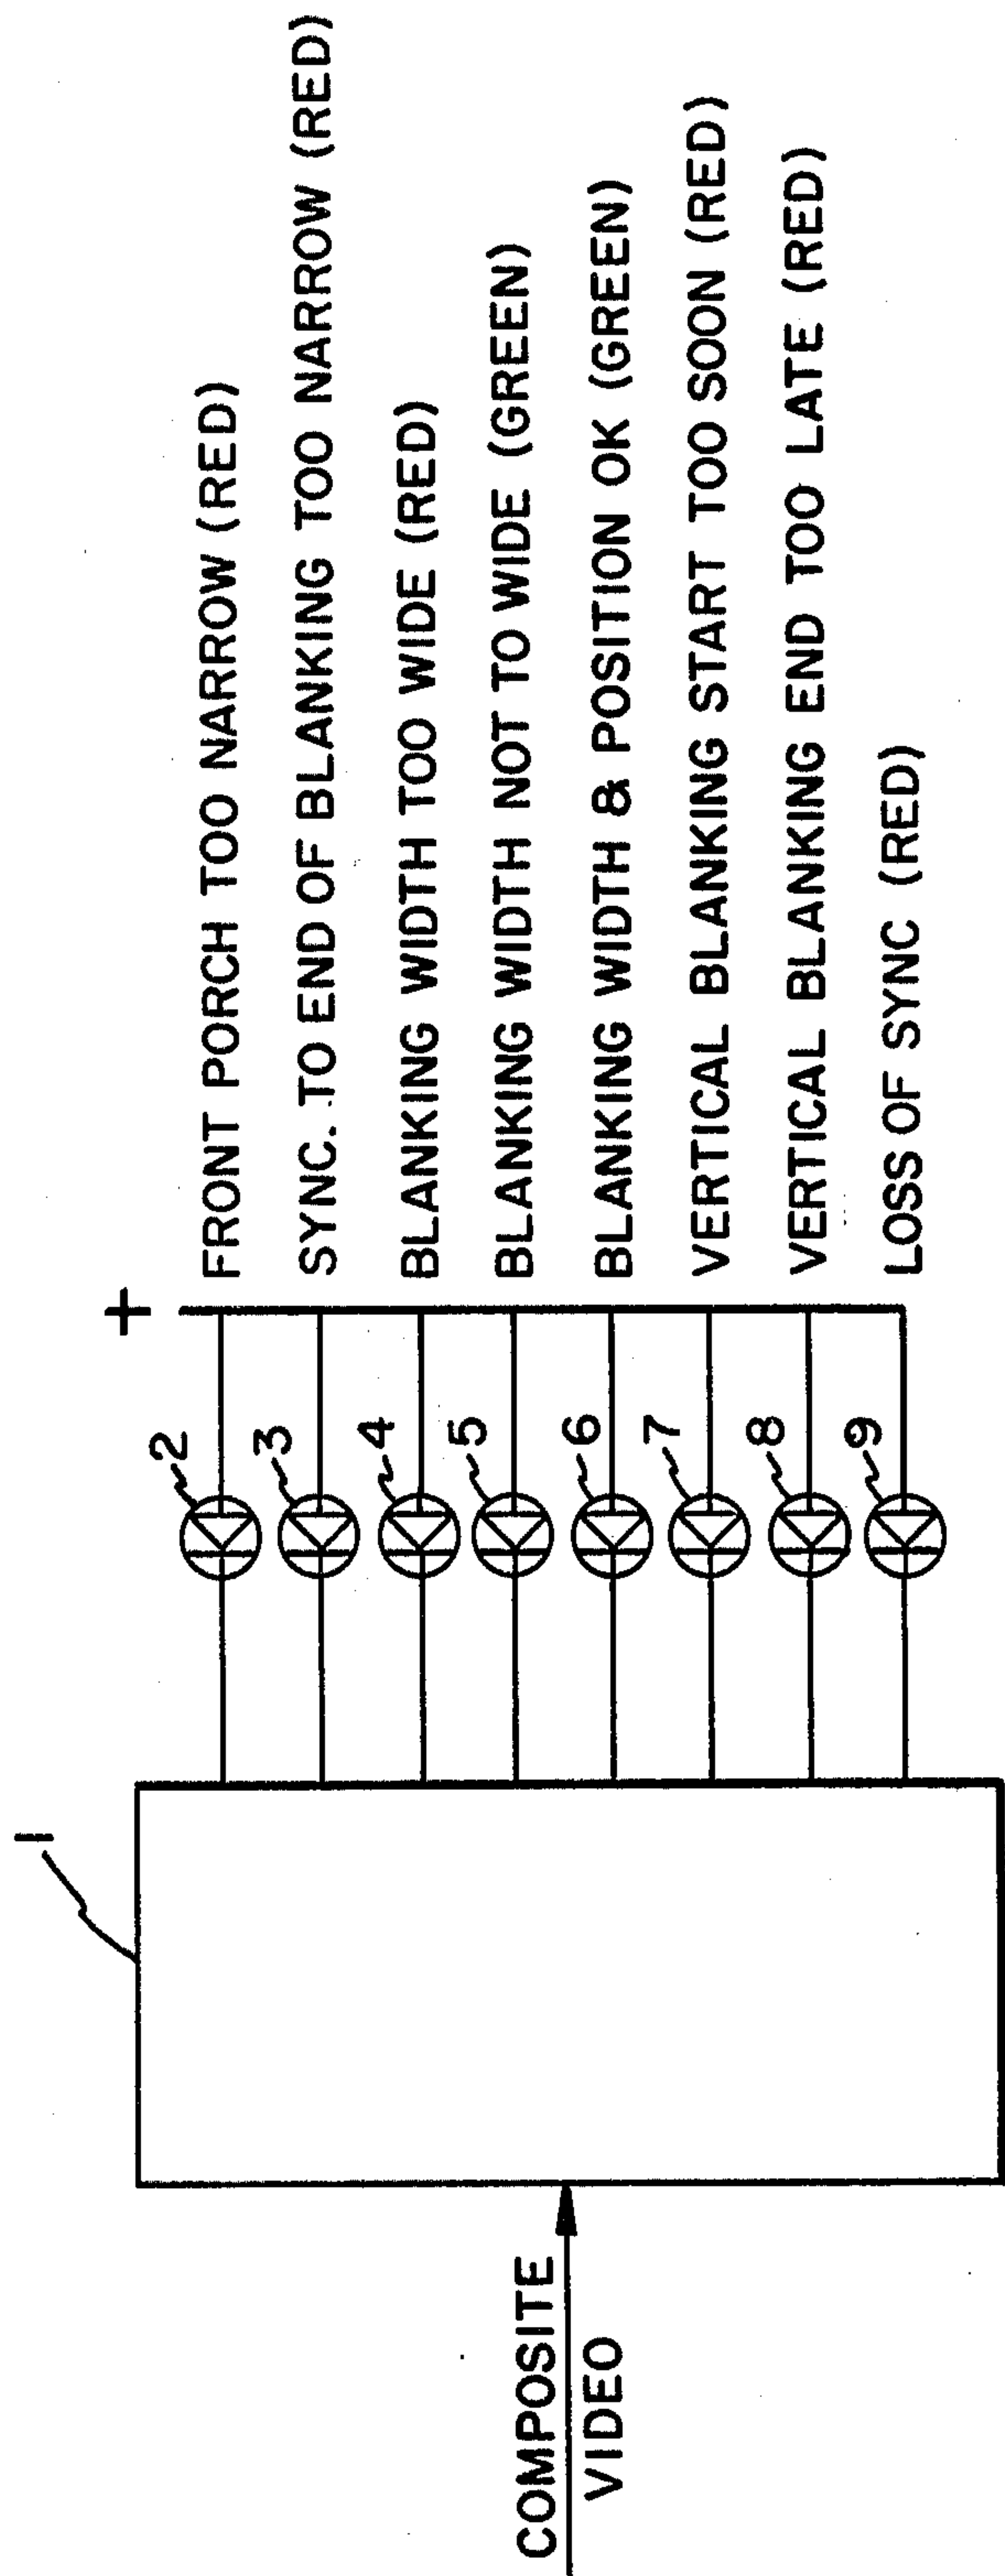 1
COMPOSITE
VIDEO
+
2
FRONT PORCH TOO NARROW (RED)
3
SYNC. TO END OF BLANKING TOO NARROW (RED)
4
BLANKING WIDTH TOO WIDE (RED)
5
BLANKING WIDTH NOT TO WIDE (GREEN)
6
BLANKING WIDTH & POSITION OK (GREEN)
7
VERTICAL BLANKING START TOO SOON (RED)
8
VERTICAL BLANKING END TOO LATE (RED)
9
LOSS OF SYNC (RED)